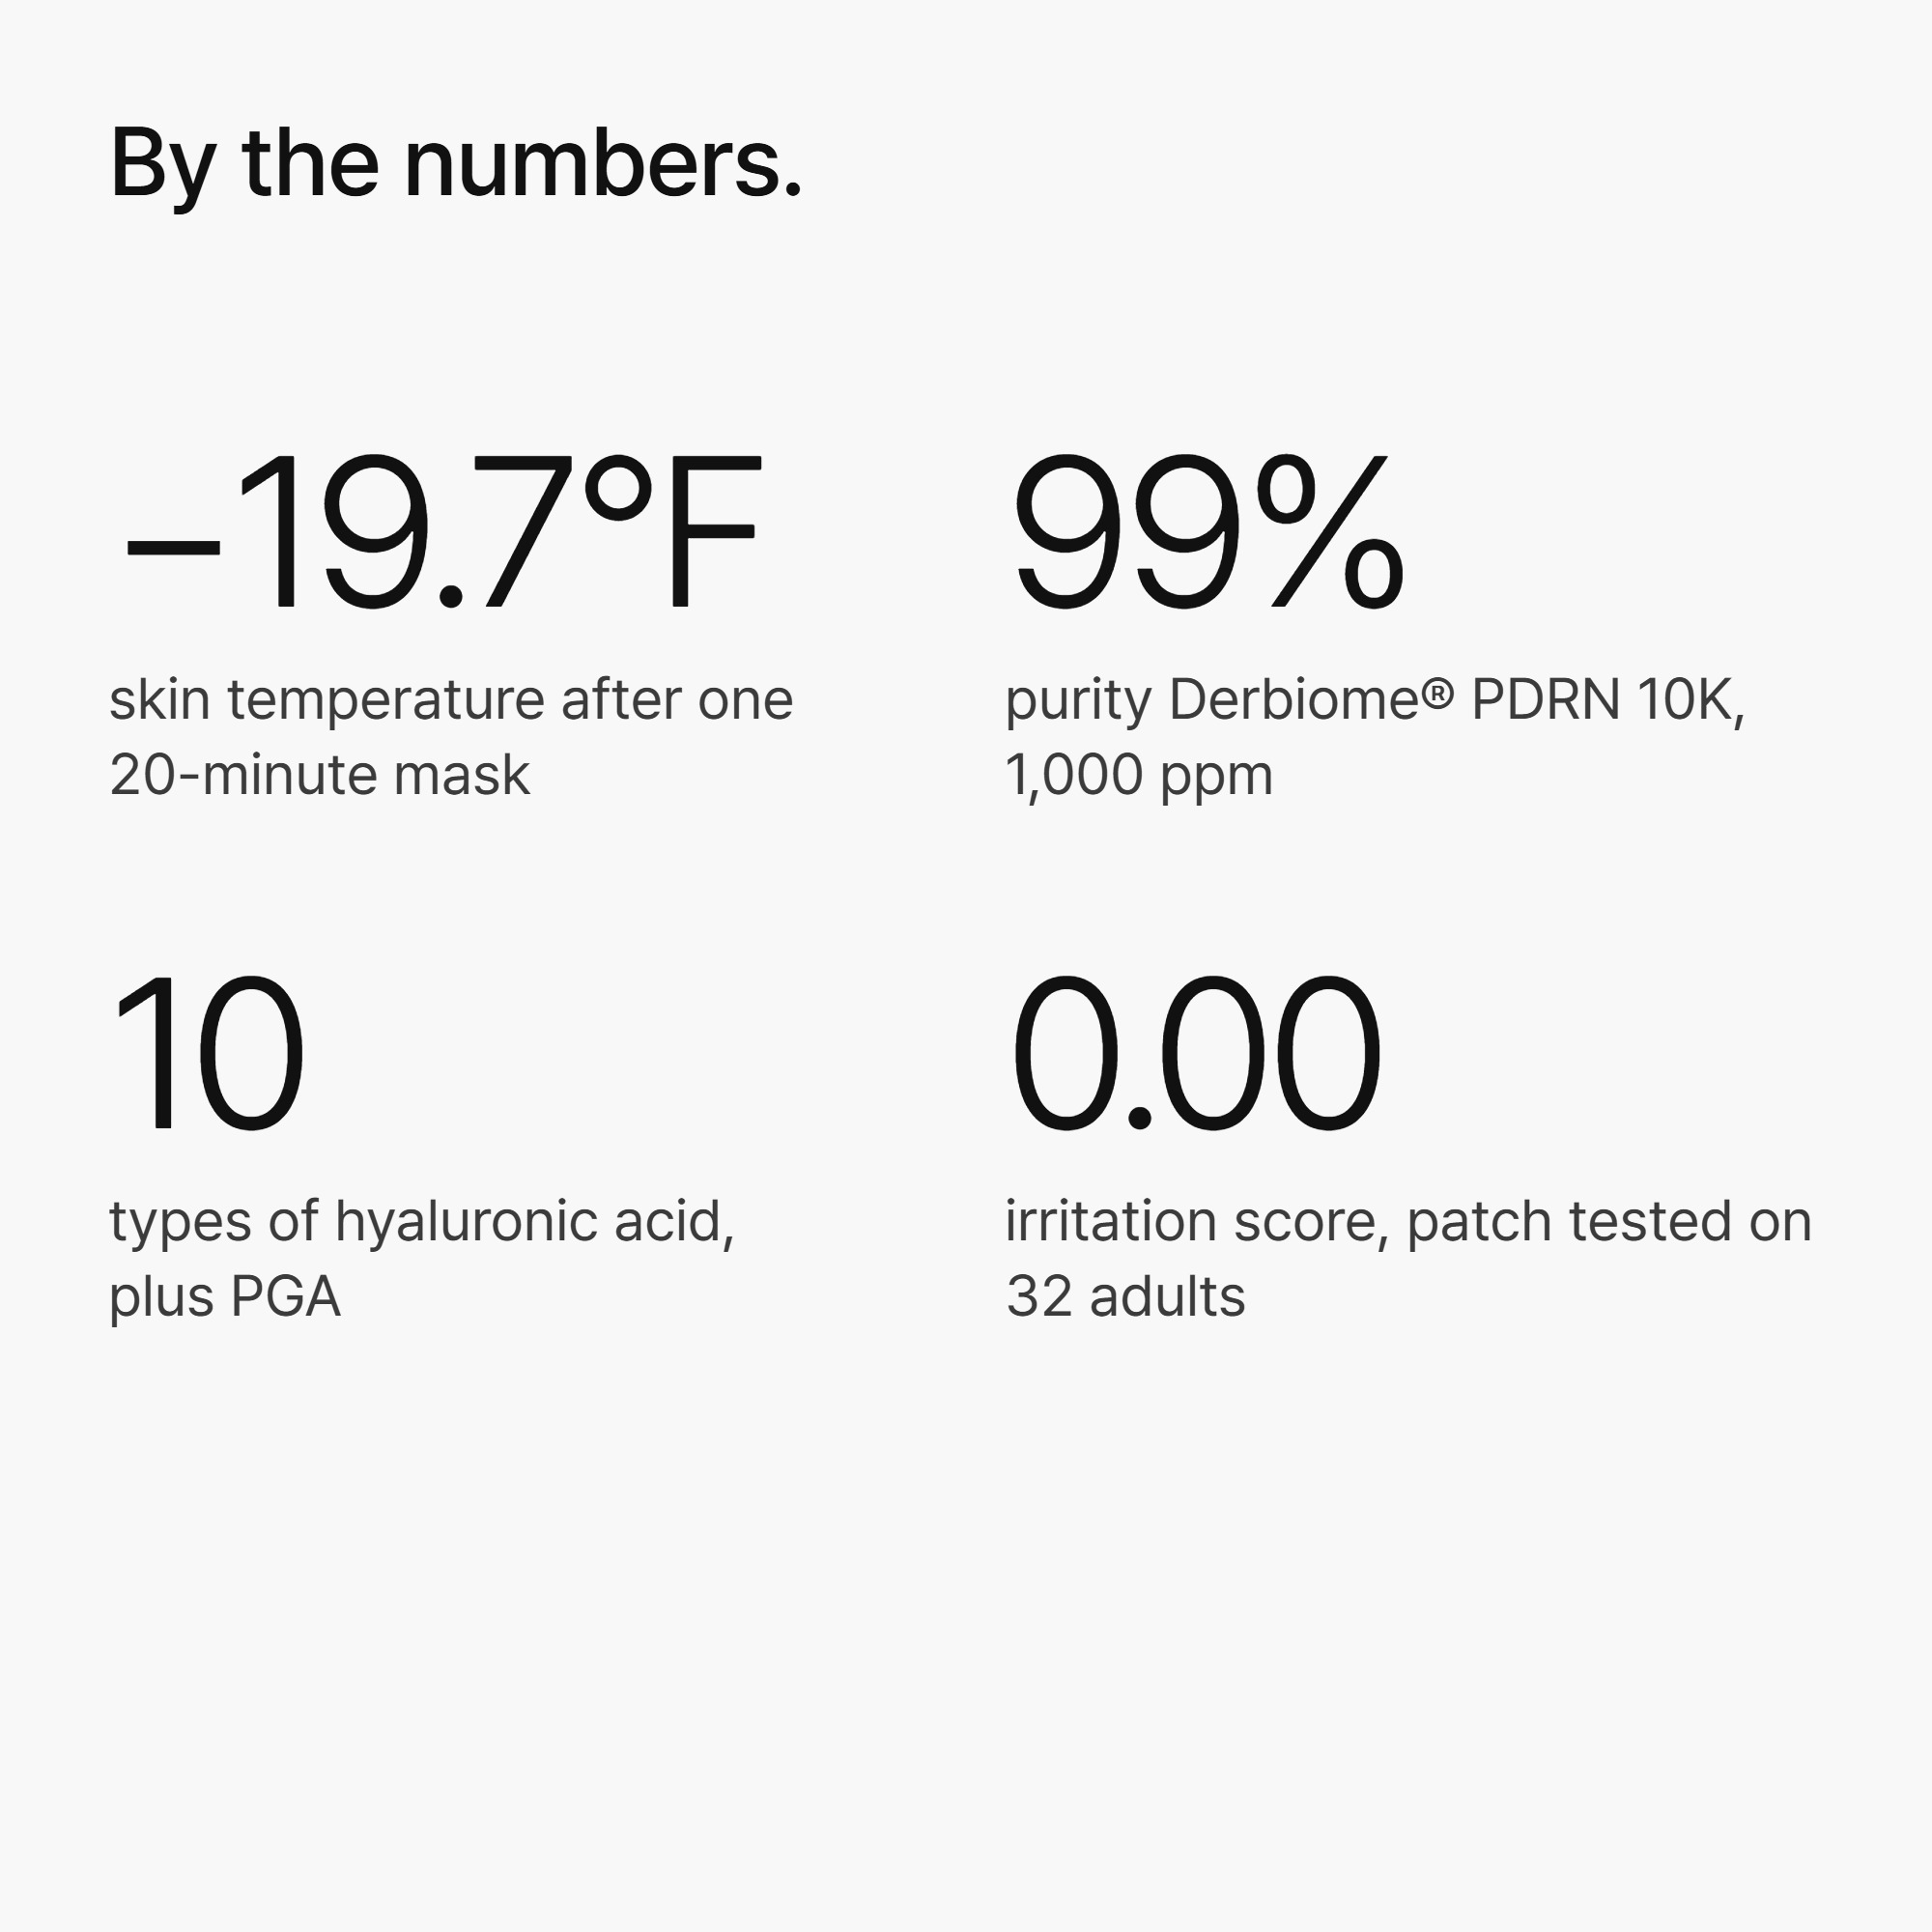 By the numbers.
–19.7°F
skin temperature after one
20-minute mask
99%
purity Derbiome® PDRN 10K,
1,000 ppm
10
types of hyaluronic acid,
plus PGA
0.00
irritation score, patch tested on
32 adults